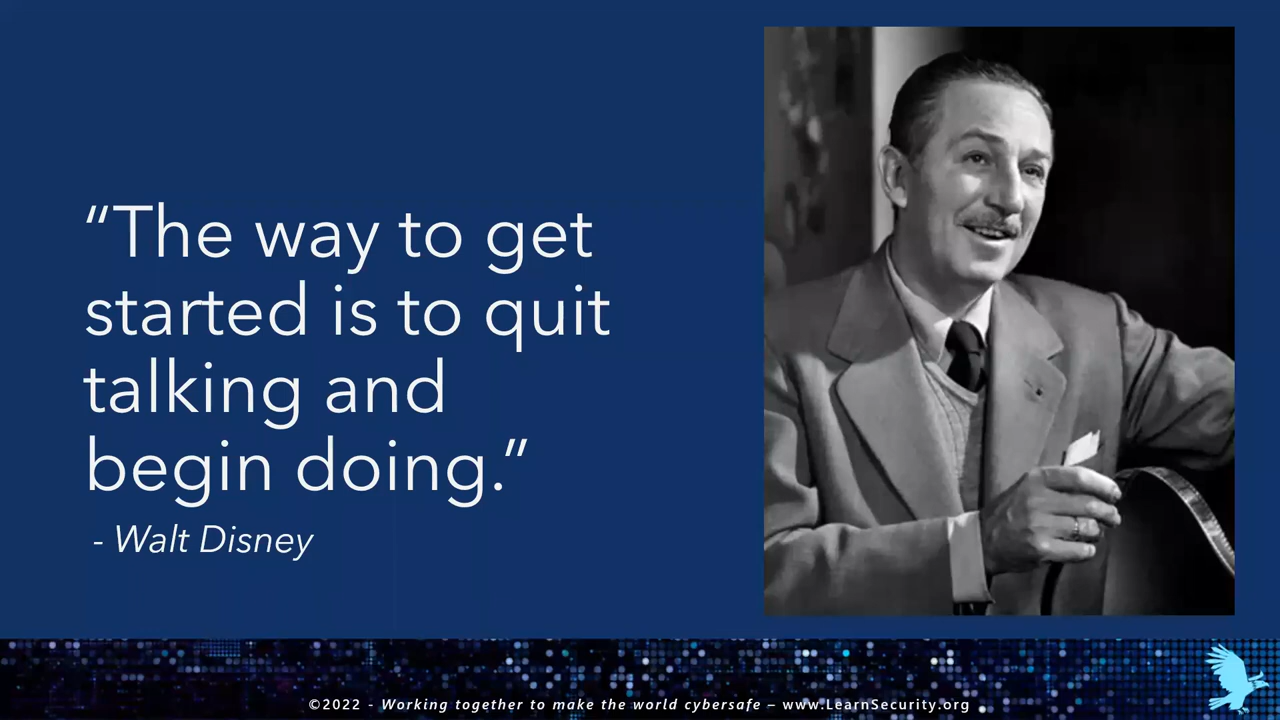 “The way to get
started is to quit
talking and
begin doing.”
- Walt Disney
©2022 - Working together to make the world cybersafe – www.LearnSecurity.org